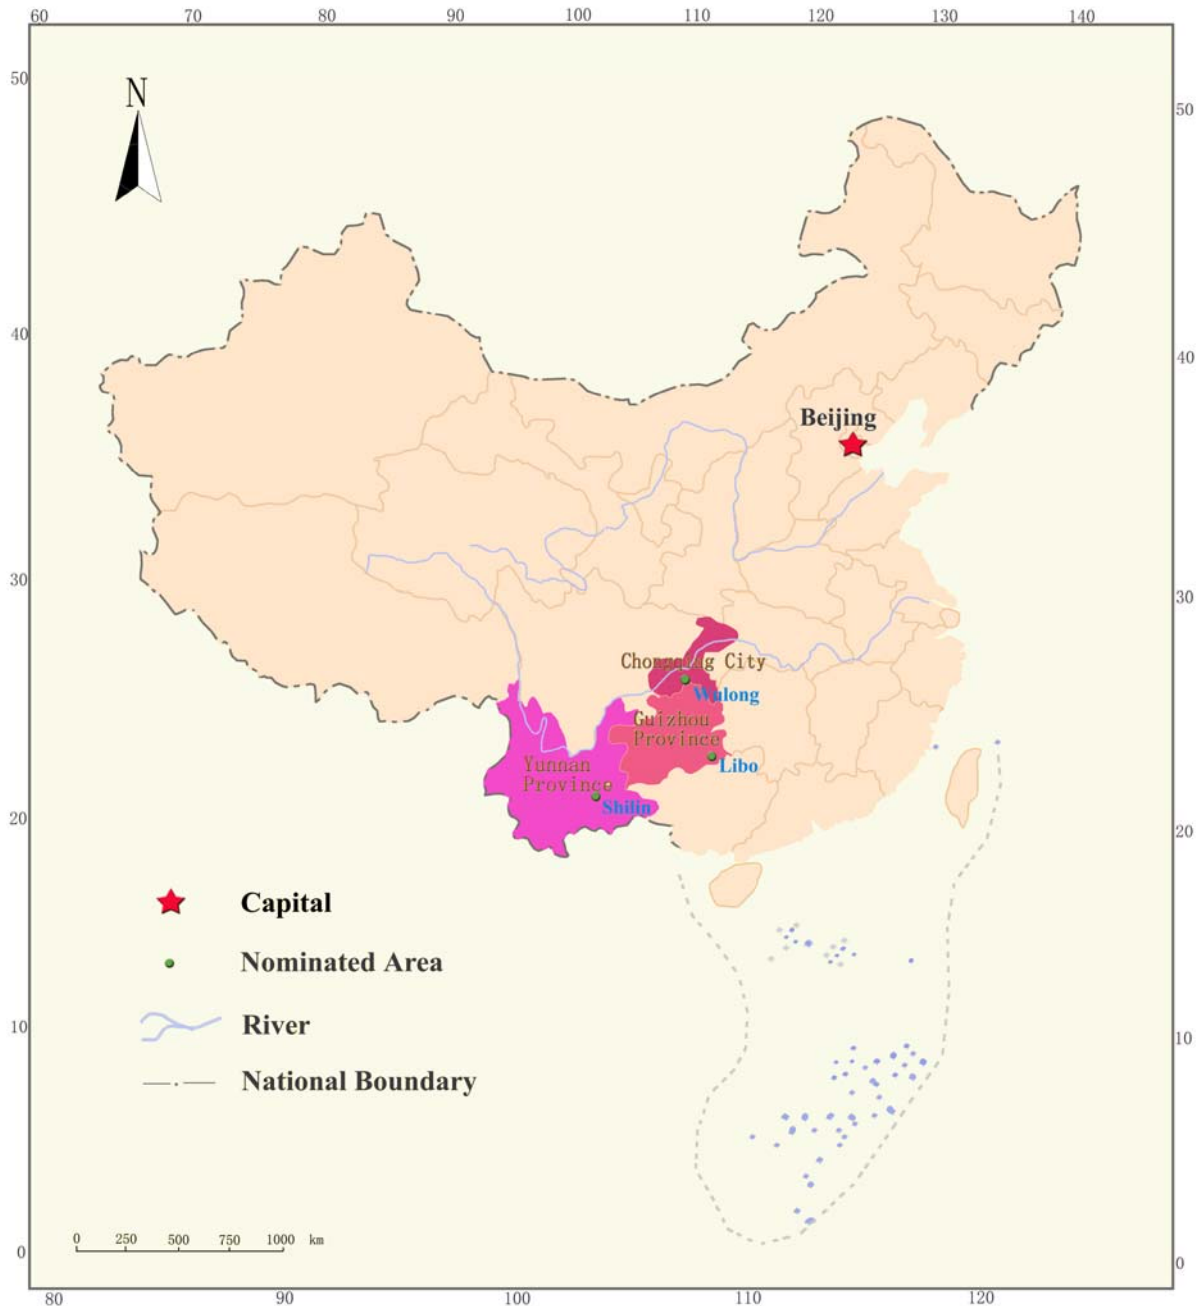 60 70 80 90 100 110 120 130 140
50
50
N
40
40
Beijing
30
30
Chongqing City
Wulong
Guizhou
Province
Libo
Yunnan
Province
Shilin
20
20
Capital
Nominated Area
10
River
10
National Boundary
0 250 500 750 1000 km
0
0
80 90 100 110 120